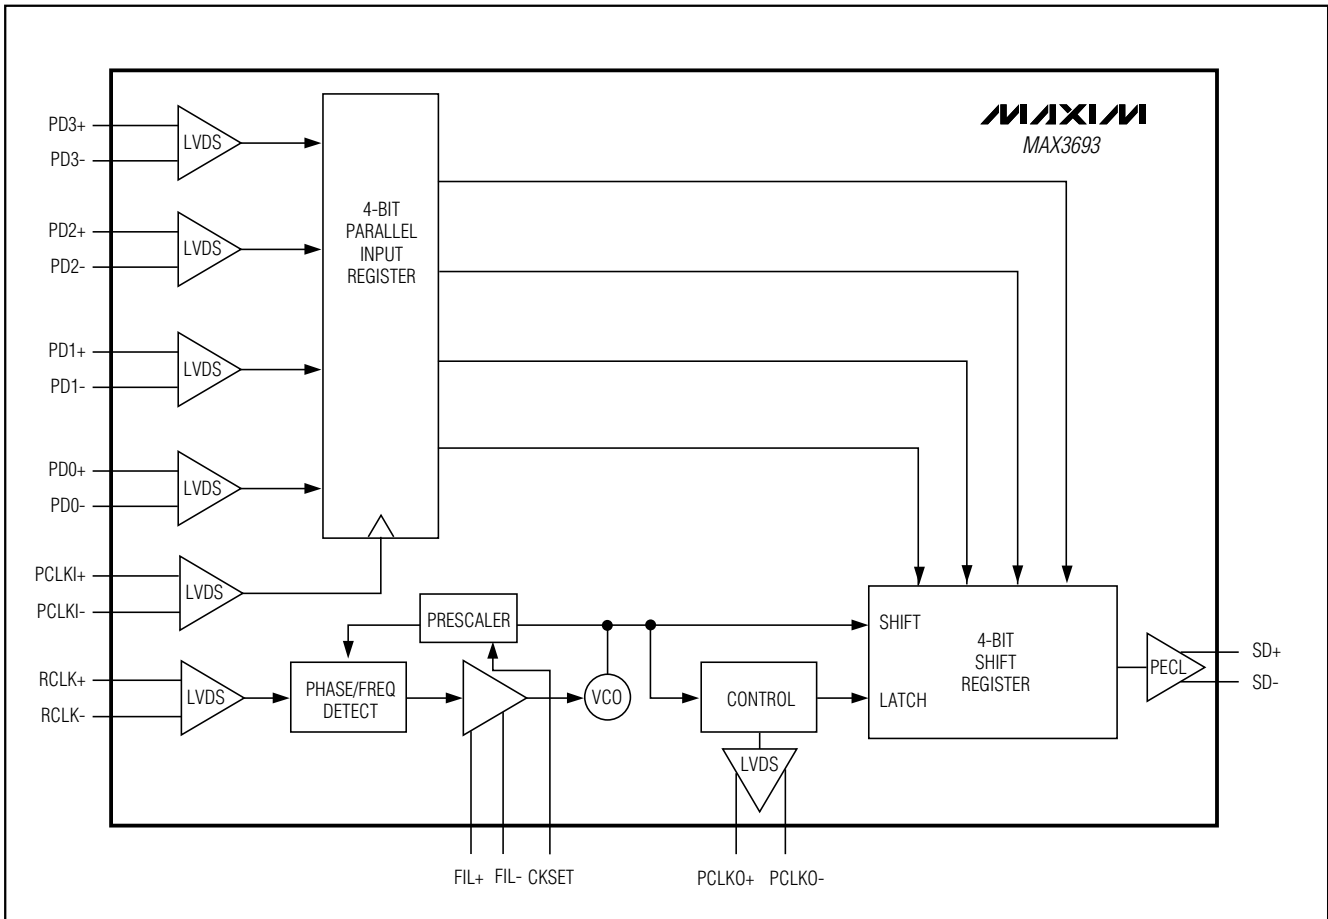 MAXIM
MAX3693
PD3+
PD3-
LVDS
PD2+
PD2-
LVDS
PD1+
PD1-
LVDS
PD0+
PD0-
LVDS
4-BIT
PARALLEL
INPUT
REGISTER
PCLKI+
PCLKI-
LVDS
RCLK+
RCLK-
LVDS
PRESCALER
PHASE/FREQ
DETECT
VCO
CONTROL
LVDS
SHIFT
LATCH
4-BIT
SHIFT
REGISTER
PECL
SD+
SD-
FIL+
FIL-
CKSET
PCLKO+
PCLKO-